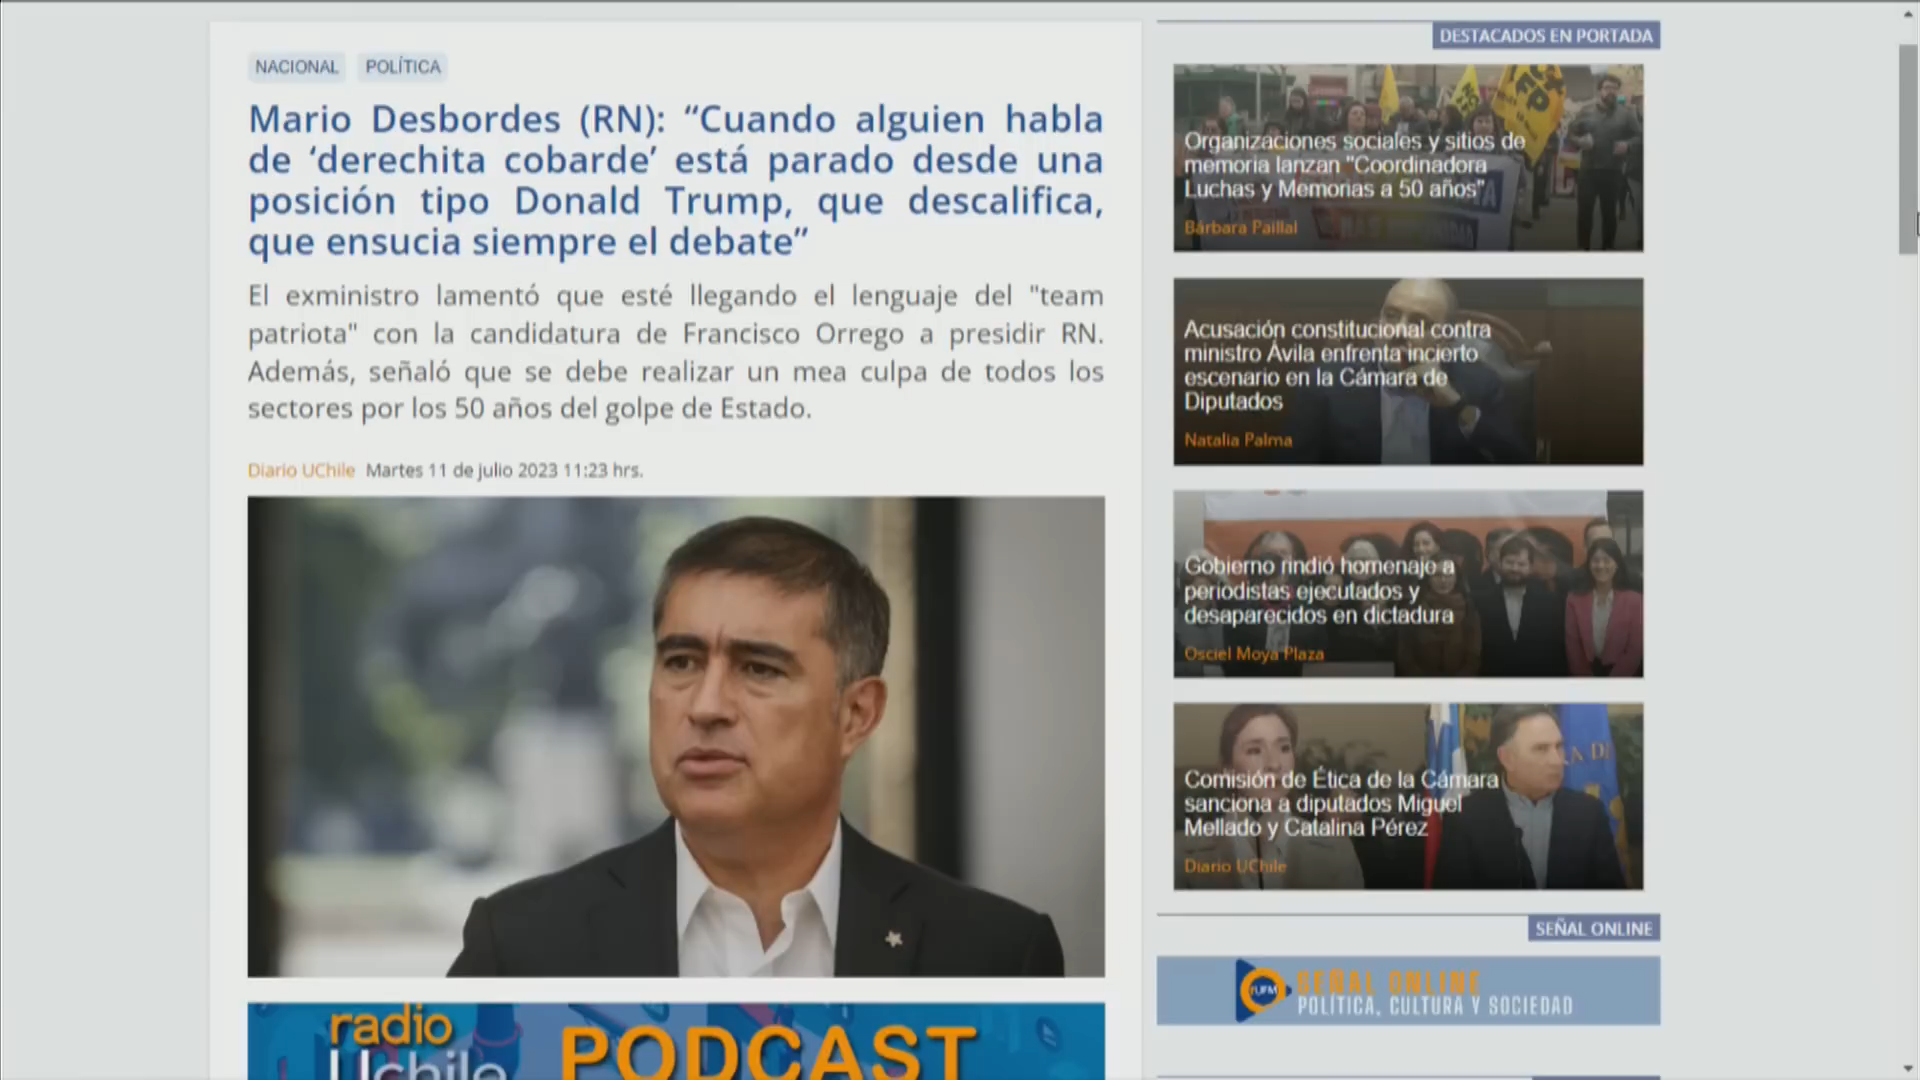 NACIONAL
POLÍTICA
Mario Desbordes (RN): “Cuando alguien habla
de ‘derechita cobarde’ está parado desde una
posición tipo Donald Trump, que descalifica,
que ensucia siempre el debate”
El exministro lamentó que esté llegando el lenguaje del "team
patriota" con la candidatura de Francisco Orrego a presidir RN.
Además, señaló que se debe realizar un mea culpa de todos los
sectores por los 50 años del golpe de Estado.
Diario UChile Martes 11 de julio 2023 11:23 hrs.
radio
Uchile
PODCAST
DESTACADOS EN PORTADA
Organizaciones sociales y sitios de
memoria lanzan "Coordinadora
Luchas y Memorias a 50 años"
Bárbara Paillal
Acusación constitucional contra
ministro Ávila enfrenta incierto
escenario en la Cámara de
Diputados
Natalia Palma
Gobierno rindió homenaje a
periodistas ejecutados y
desaparecidos en dictadura
Osciel Moya Plaza
Comisión de Ética de la Cámara
sanciona a diputados Miguel
Mellado y Catalina Pérez
Diario UChile
SEÑAL ONLINE
SEÑAL ONLINE
POLÍTICA, CULTURA Y SOCIEDAD